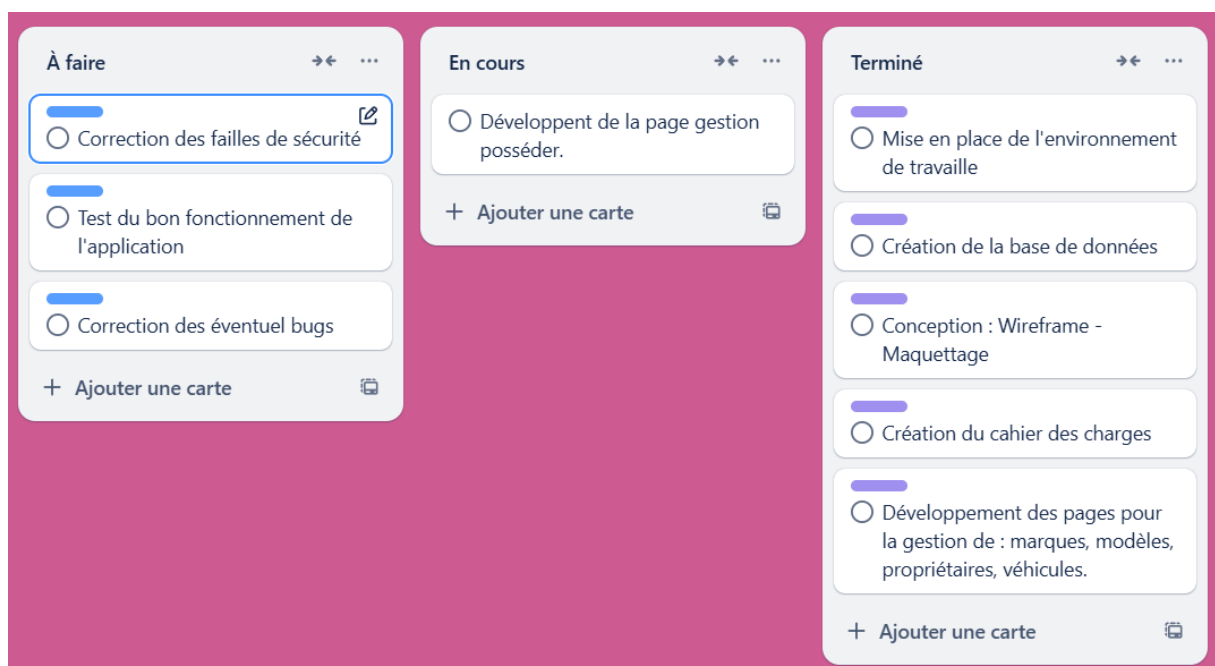 À faire
Correction des failles de sécurité
Test du bon fonctionnement de
l'application
Correction des éventuel bugs
+ Ajouter une carte
En cours
Développent de la page gestion
posséder.
+ Ajouter une carte
Terminé
Mise en place de l'environnement
de travaille
Création de la base de données
Conception : Wireframe -
Maquettage
Création du cahier des charges
Développement des pages pour
la gestion de : marques, modèles,
propriétaires, véhicules.
+ Ajouter une carte